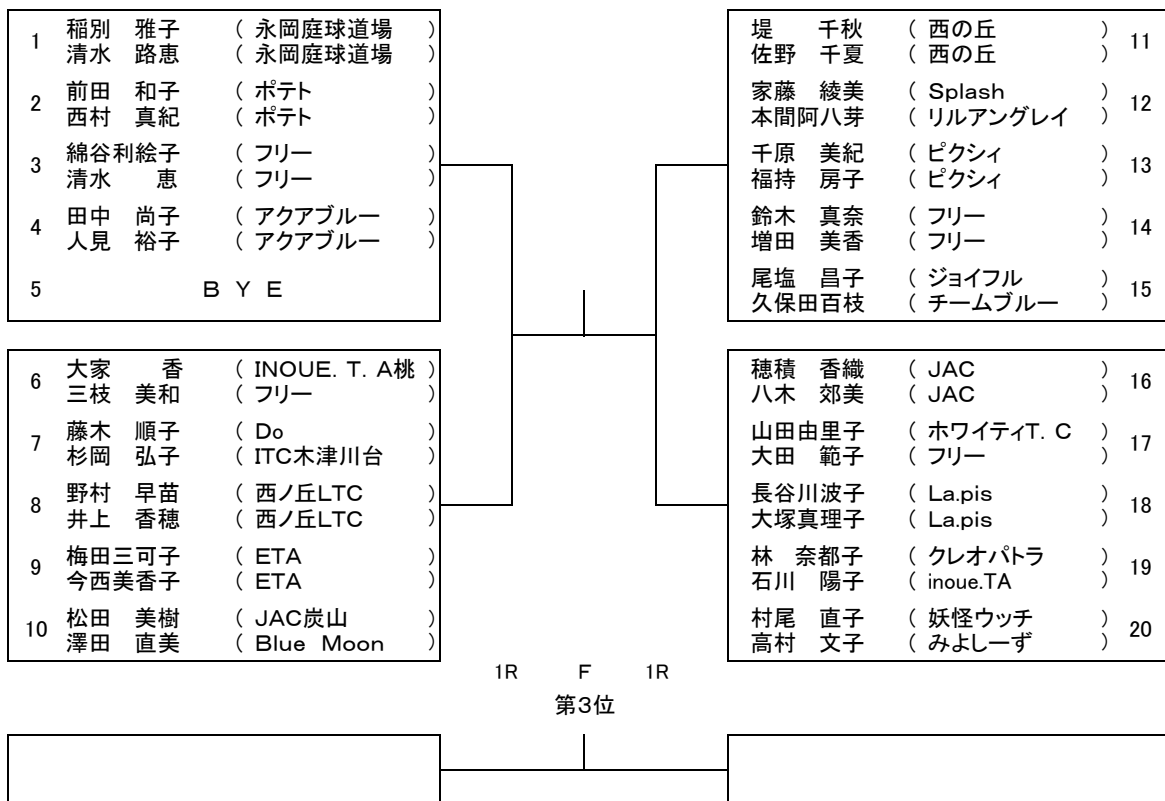 1 稲別 雅子 ( 永岡庭球道場 )
清水 路恵 ( 永岡庭球道場 )
2 前田 和子 ( ポテト )
西村 真紀 ( ポテト )
3 綿谷利絵子 ( フリー )
清水 恵 ( フリー )
4 田中 尚子 ( アクアブルー )
人見 裕子 ( アクアブルー )
5 ＢＹＥ
6 大家 香 ( INOUE. T. A桃 )
三枝 美和 ( フリー )
7 藤木 順子 ( Do )
杉岡 弘子 ( ITC木津川台 )
8 野村 早苗 ( 西ノ丘LTC )
井上 香穂 ( 西ノ丘LTC )
9 梅田三可子 ( ETA )
今西美香子 ( ETA )
10 松田 美樹 ( JAC炭山 )
澤田 直美 ( Blue Moon )
堤 千秋 ( 西の丘 ) 11
佐野 千夏 ( 西の丘 )
家藤 綾美 ( Splash ) 12
本間阿八芽 ( リルアングレイ )
千原 美紀 ( ピクシィ ) 13
福持 房子 ( ピクシィ )
鈴木 真奈 ( フリー ) 14
増田 美香 ( フリー )
尾塩 昌子 ( ジョイフル ) 15
久保田百枝 ( チームブルー )
穂積 香織 ( JAC ) 16
八木 郊美 ( JAC )
山田由里子 ( ホワイティT. C ) 17
大田 範子 ( フリー )
長谷川波子 ( La.pis ) 18
大塚真理子 ( La.pis )
林 奈都子 ( クレオパトラ ) 19
石川 陽子 ( inoue.TA )
村尾 直子 ( 妖怪ウッチ ) 20
高村 文子 ( みよしーず )
1R F 1R
第3位